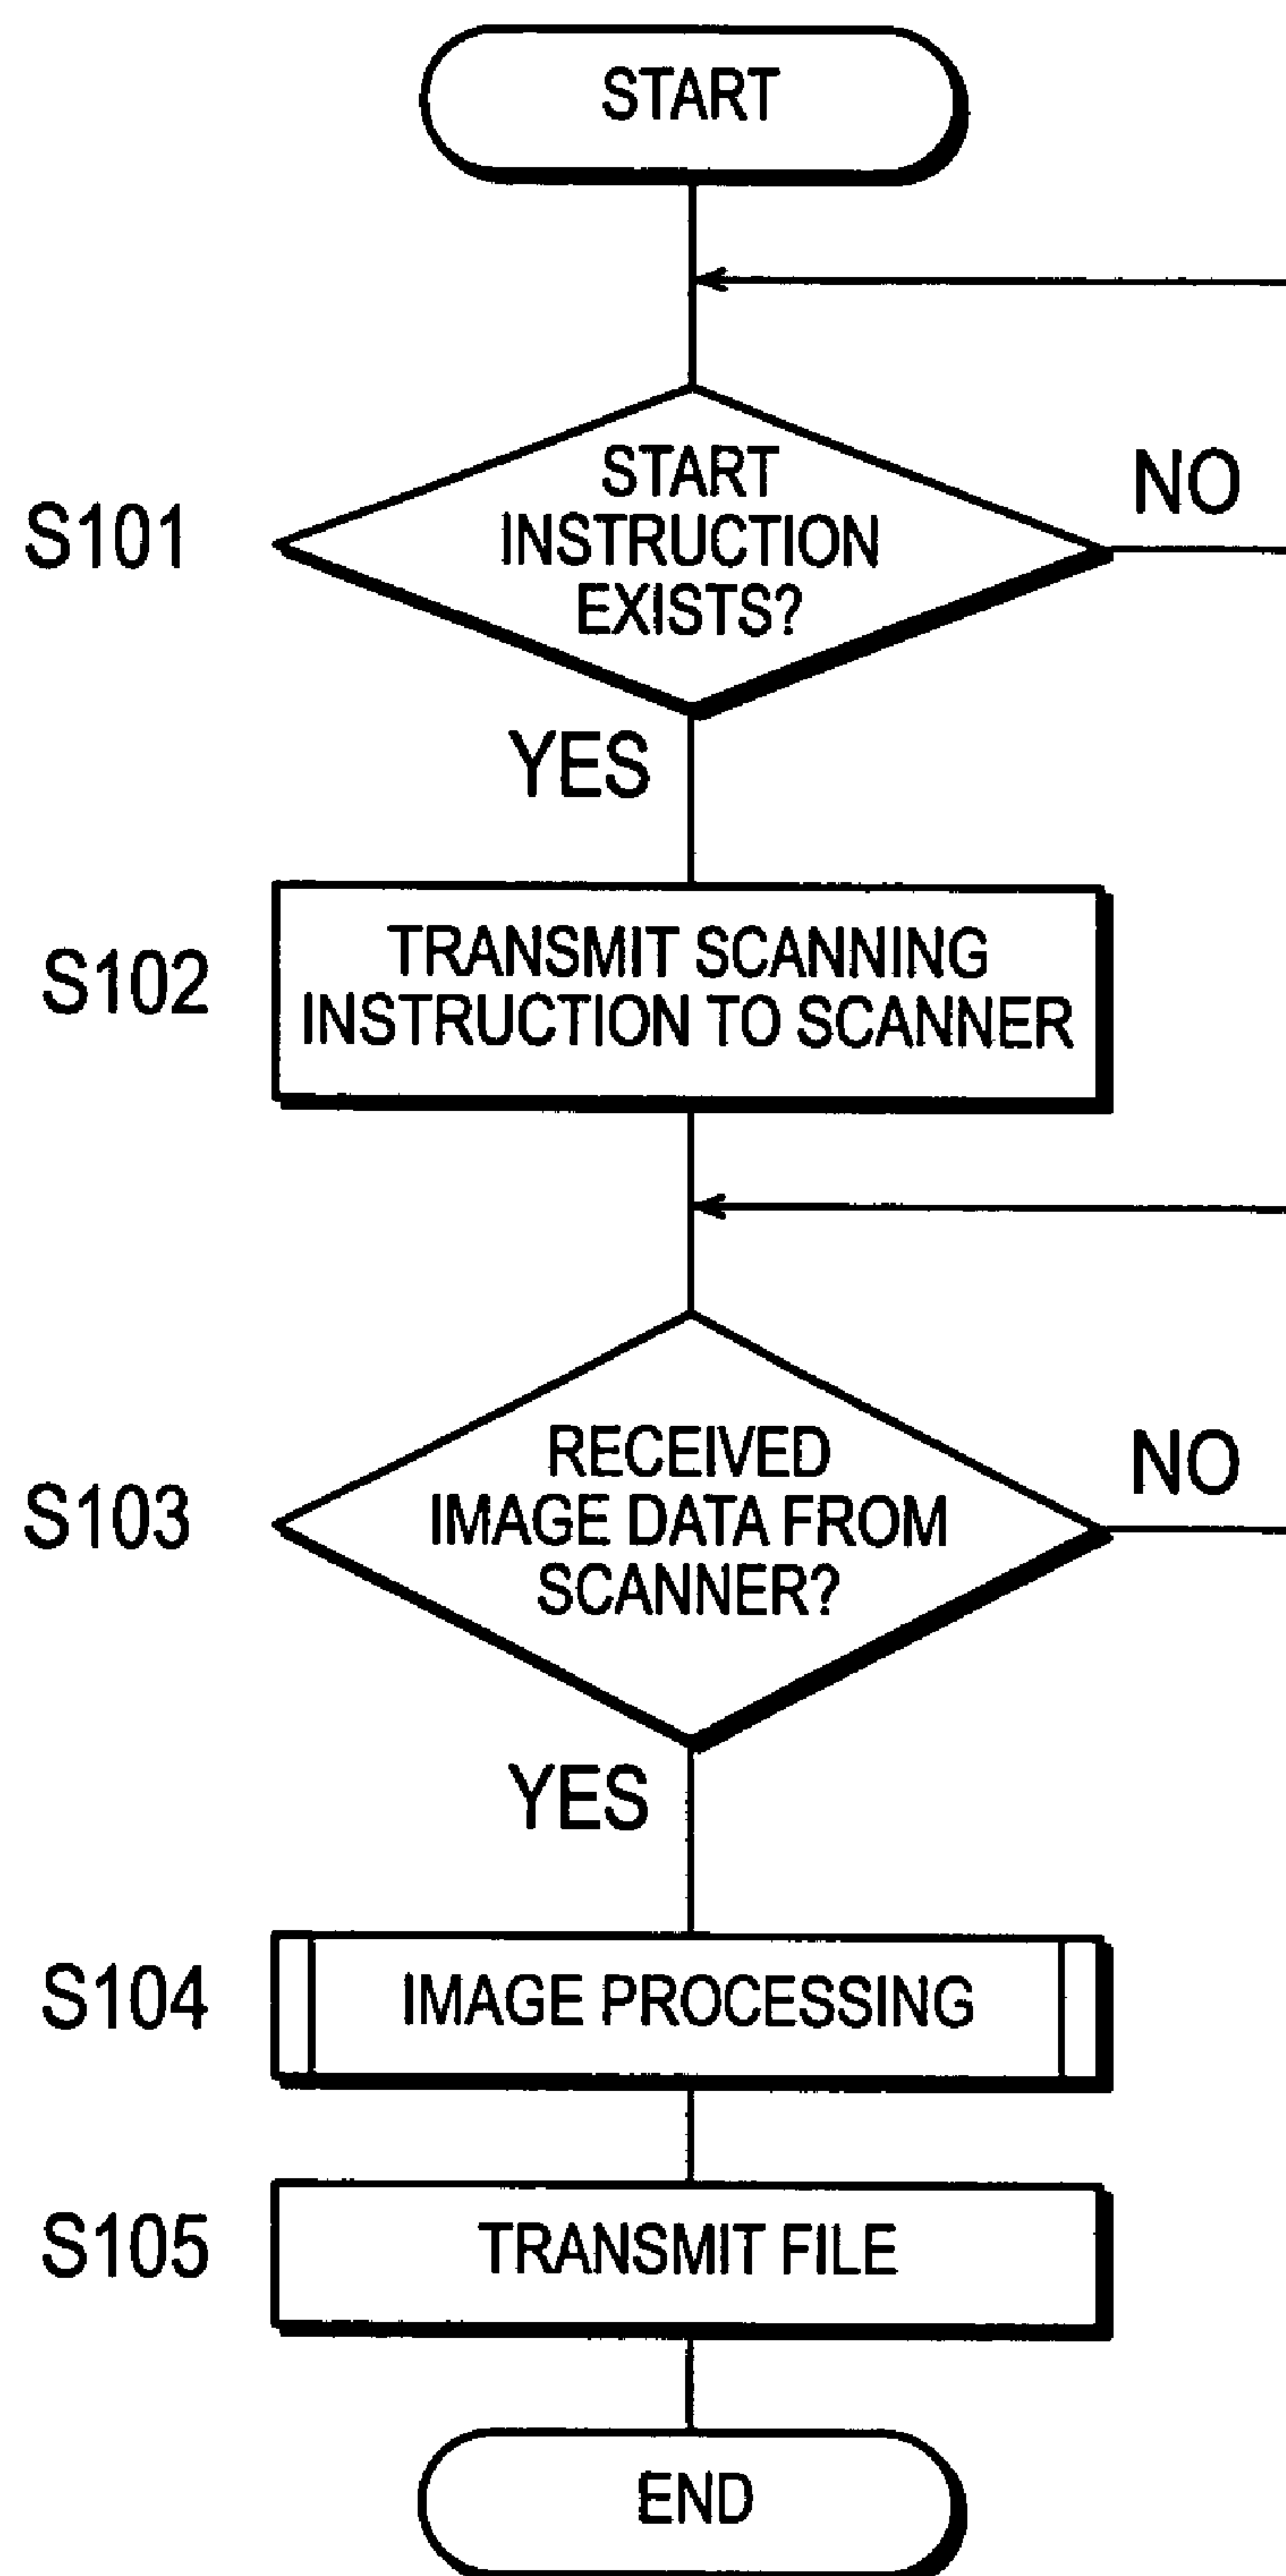 START
START
INSTRUCTION
EXISTS?
NO
S101
YES
S102
TRANSMIT SCANNING
INSTRUCTION TO SCANNER
RECEIVED
IMAGE DATA FROM
SCANNER?
NO
S103
YES
S104
IMAGE PROCESSING
S105
TRANSMIT FILE
END